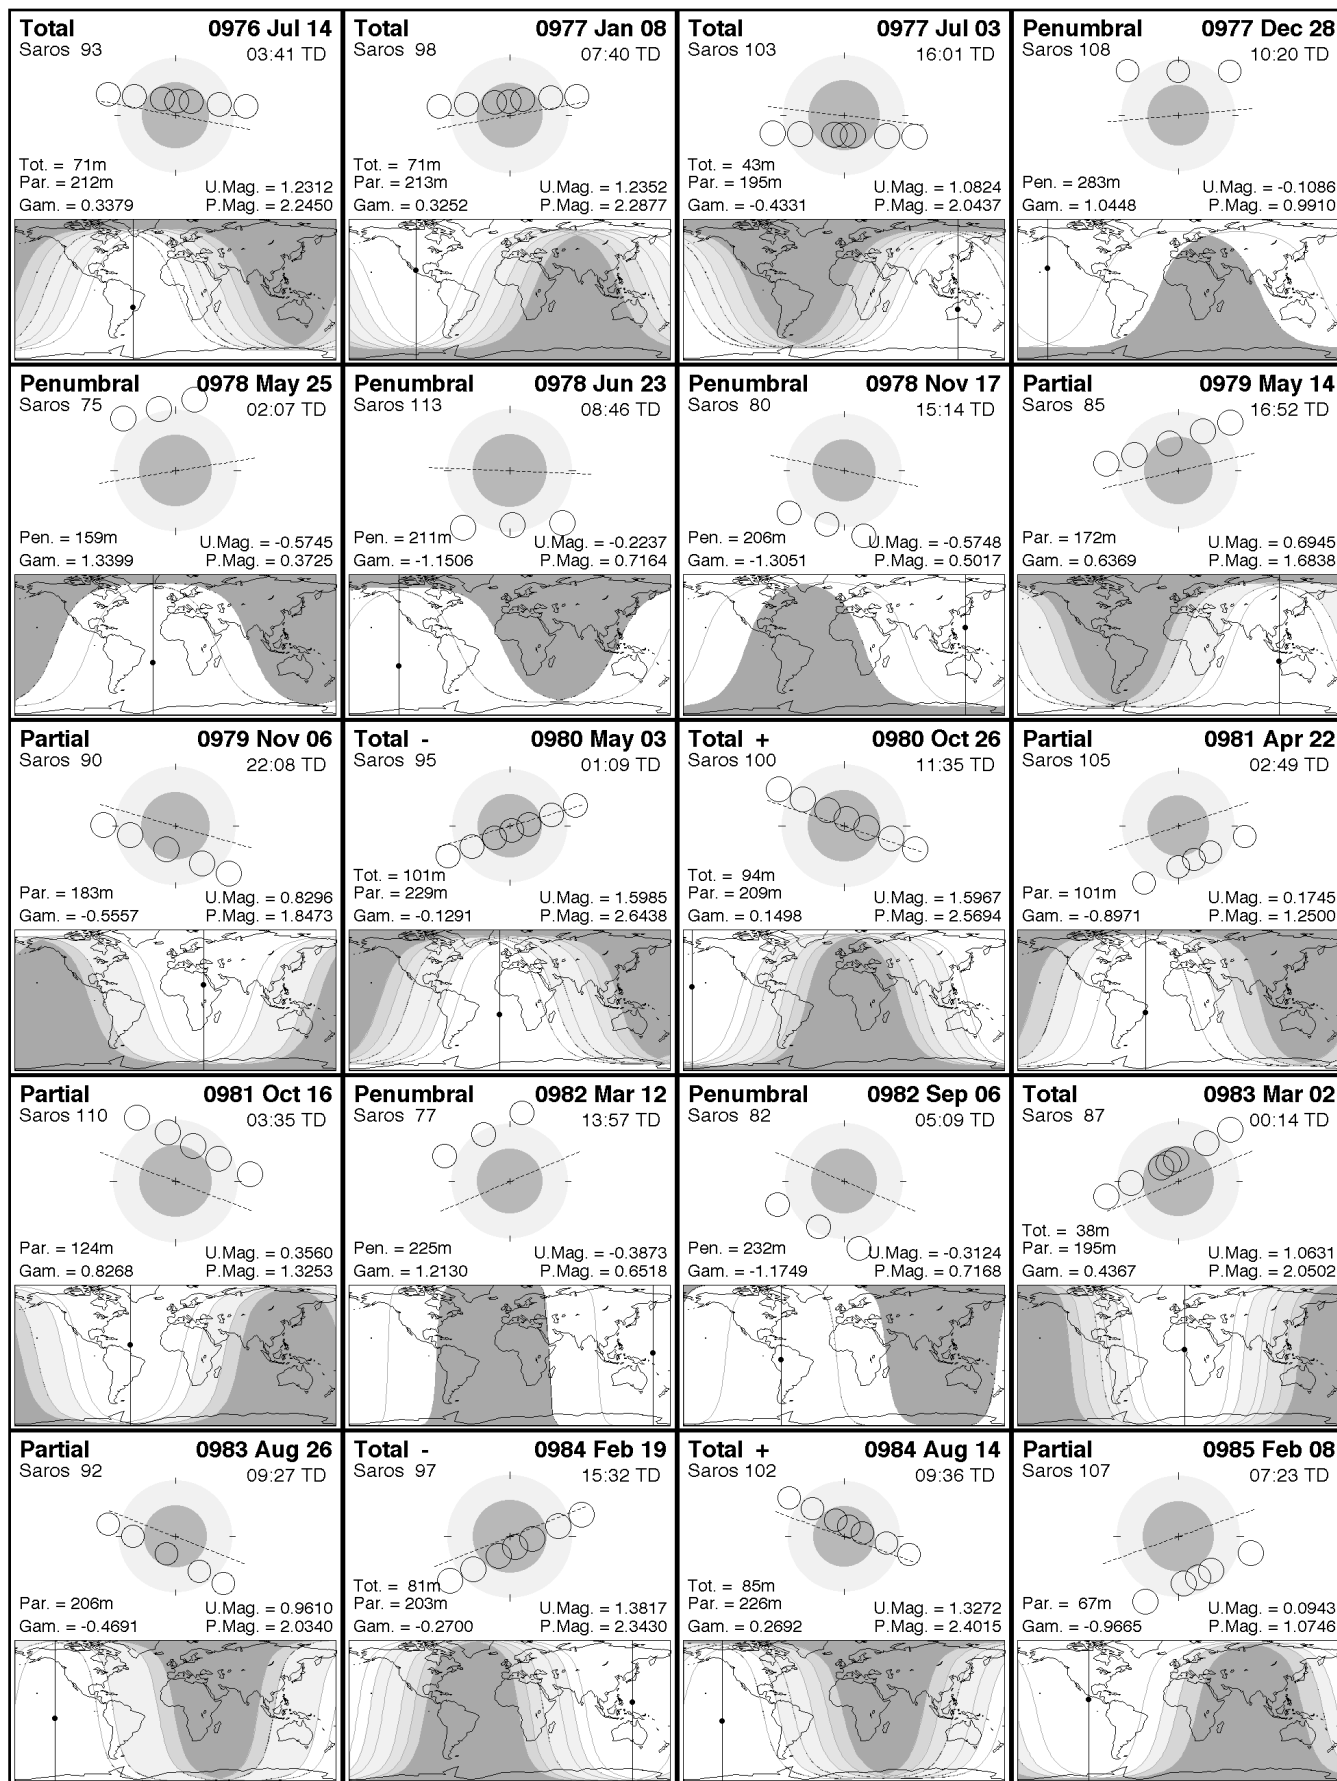 Total 0976 Jul 14
Saros 93 03:41 TD
Tot. = 71m
Par. = 212m U.Mag. = 1.2312
Gam. = 0.3379 P.Mag. = 2.2450
Total 0977 Jan 08
Saros 98 07:40 TD
Tot. = 71m
Par. = 213m U.Mag. = 1.2352
Gam. = 0.3252 P.Mag. = 2.2877
Total 0977 Jul 03
Saros 103 16:01 TD
Tot. = 43m
Par. = 195m U.Mag. = 1.0824
Gam. = -0.4331 P.Mag. = 2.0437
Penumbral 0977 Dec 28
Saros 108 10:20 TD
Pen. = 283m U.Mag. = -0.1086
Gam. = 1.0448 P.Mag. = 0.9910
Penumbral 0978 May 25
Saros 75 02:07 TD
Pen. = 159m U.Mag. = -0.5745
Gam. = 1.3399 P.Mag. = 0.3725
Penumbral 0978 Jun 23
Saros 113 08:46 TD
Pen. = 211m U.Mag. = -0.2237
Gam. = -1.1506 P.Mag. = 0.7164
Penumbral 0978 Nov 17
Saros 80 15:14 TD
Pen. = 206m U.Mag. = -0.5748
Gam. = -1.3051 P.Mag. = 0.5017
Partial 0979 May 14
Saros 85 16:52 TD
Par. = 172m U.Mag. = 0.6945
Gam. = 0.6369 P.Mag. = 1.6838
Partial 0979 Nov 06
Saros 90 22:08 TD
Par. = 183m U.Mag. = 0.8296
Gam. = -0.5557 P.Mag. = 1.8473
Total - 0980 May 03
Saros 95 01:09 TD
Tot. = 101m
Par. = 229m U.Mag. = 1.5985
Gam. = -0.1291 P.Mag. = 2.6438
Total + 0980 Oct 26
Saros 100 11:35 TD
Tot. = 94m
Par. = 209m U.Mag. = 1.5967
Gam. = 0.1498 P.Mag. = 2.5694
Partial 0981 Apr 22
Saros 105 02:49 TD
Par. = 101m U.Mag. = 0.1745
Gam. = -0.8971 P.Mag. = 1.2500
Partial 0981 Oct 16
Saros 110 03:35 TD
Par. = 124m U.Mag. = 0.3560
Gam. = 0.8268 P.Mag. = 1.3253
Penumbral 0982 Mar 12
Saros 77 13:57 TD
Pen. = 225m U.Mag. = -0.3873
Gam. = 1.2130 P.Mag. = 0.6518
Penumbral 0982 Sep 06
Saros 82 05:09 TD
Pen. = 232m U.Mag. = -0.3124
Gam. = -1.1749 P.Mag. = 0.7168
Total 0983 Mar 02
Saros 87 00:14 TD
Tot. = 38m
Par. = 195m U.Mag. = 1.0631
Gam. = 0.4367 P.Mag. = 2.0502
Partial 0983 Aug 26
Saros 92 09:27 TD
Par. = 206m U.Mag. = 0.9610
Gam. = -0.4691 P.Mag. = 2.0340
Total - 0984 Feb 19
Saros 97 15:32 TD
Tot. = 81m
Par. = 203m U.Mag. = 1.3817
Gam. = -0.2700 P.Mag. = 2.3430
Total + 0984 Aug 14
Saros 102 09:36 TD
Tot. = 85m
Par. = 226m U.Mag. = 1.3272
Gam. = 0.2692 P.Mag. = 2.4015
Partial 0985 Feb 08
Saros 107 07:23 TD
Par. = 67m U.Mag. = 0.0943
Gam. = -0.9665 P.Mag. = 1.0746